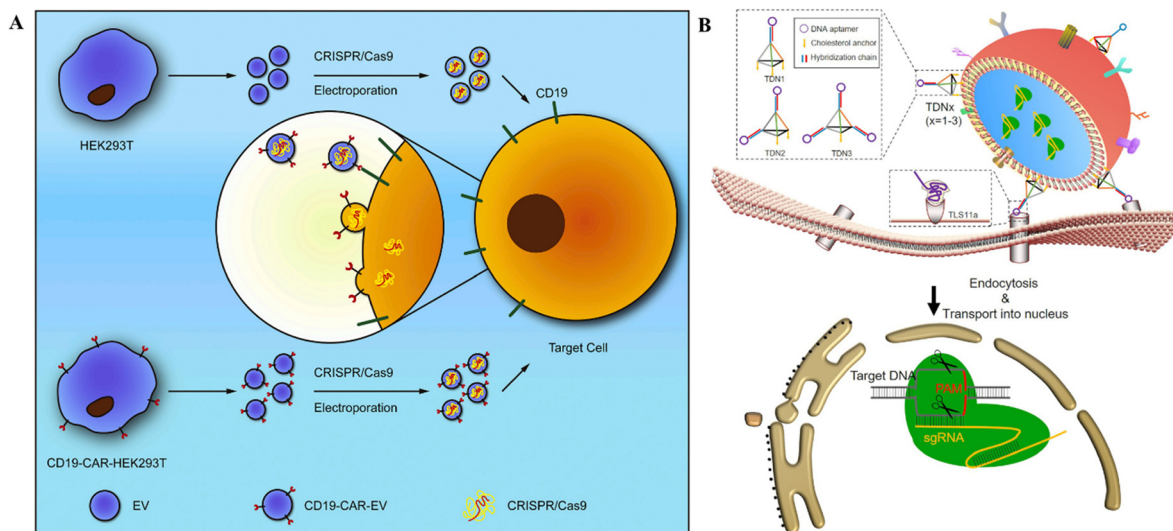 A
HEK293T
CRISPR/Cas9
Electroporation
CD19
Target Cell
CD19-CAR-HEK293T
CRISPR/Cas9
Electroporation
EV
CD19-CAR-EV
CRISPR/Cas9
B
DNA aptamer
Cholesterol anchor
Hybridization chain
TDN1
TDN2
TDN3
TDNx
(x=1-3)
TLS11a
Endocytosis
&
Transport into nucleus
Target DNA
PAM
sgRNA